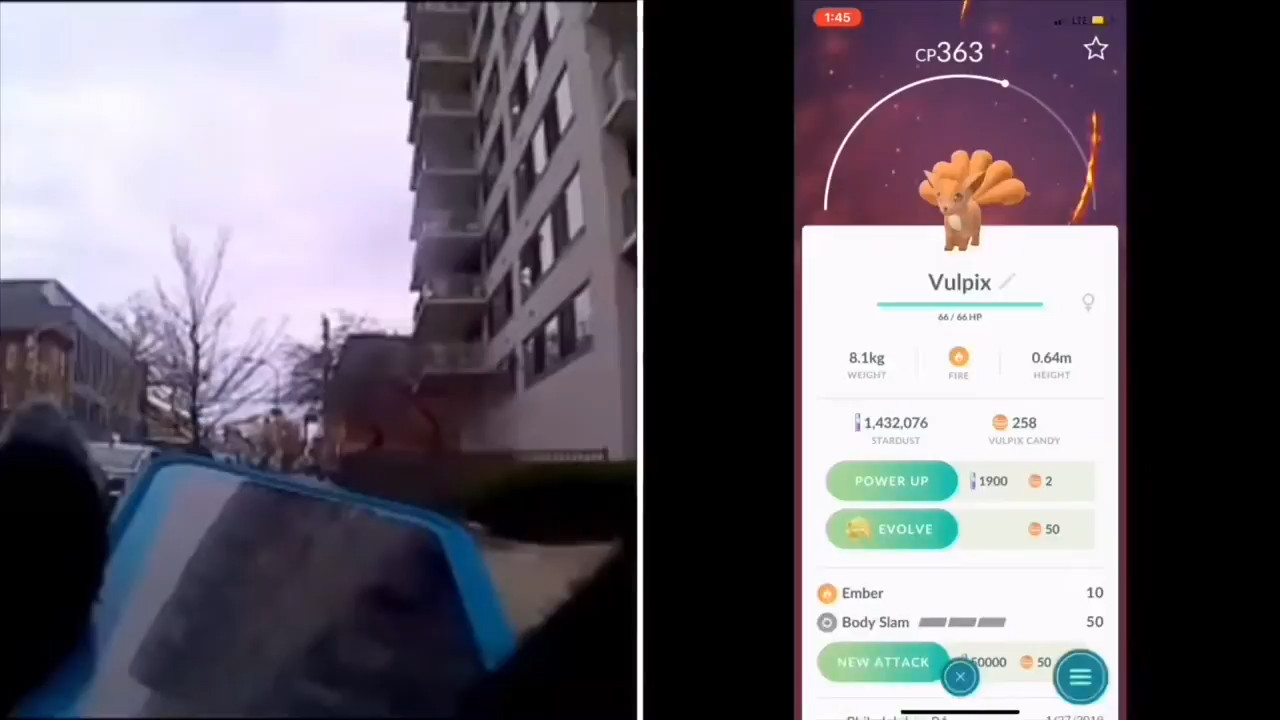 1:45
LTE
CP363
Vulpix
66 / 66 HP
8.1kg
WEIGHT
FIRE
0.64m
HEIGHT
1,432,076
STARDUST
258
VULPIX CANDY
POWER UP
1900
2
EVOLVE
50
Ember
10
Body Slam
50
NEW ATTACK
50000
50